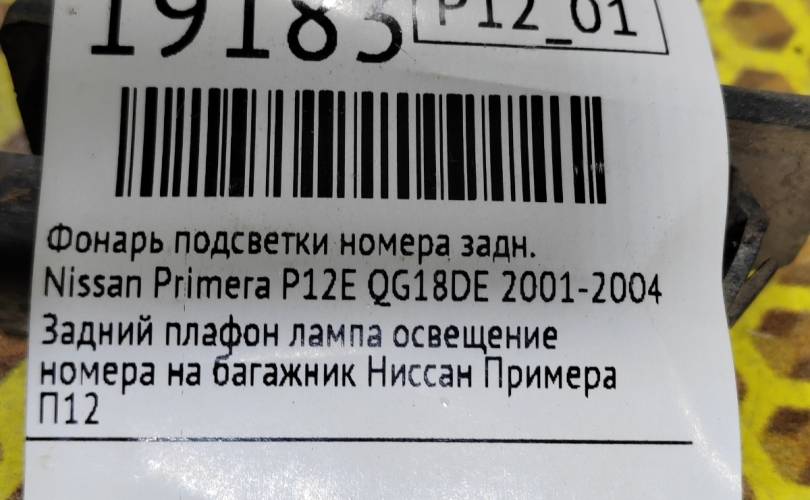 19183
P12_01
Фонарь подсветки номера задн.
Nissan Primera P12E QG18DE 2001-2004
Задний плафон лампа освещение
номера на багажник Ниссан Примера
П12